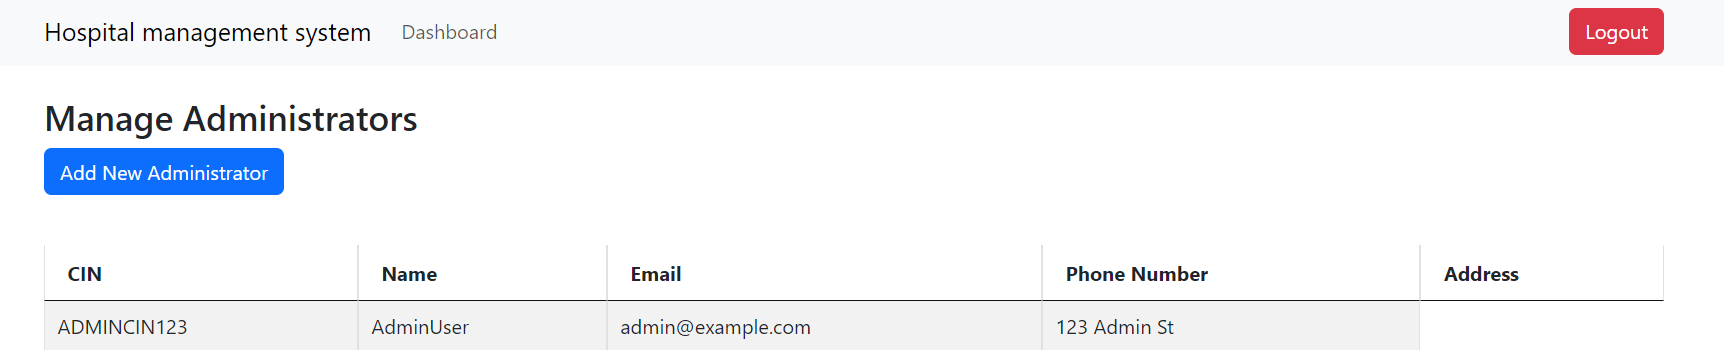 Hospital management system Dashboard Logout
Manage Administrators
Add New Administrator
CIN Name Email Phone Number Address
ADMINCIN123 AdminUser admin@example.com 123 Admin St